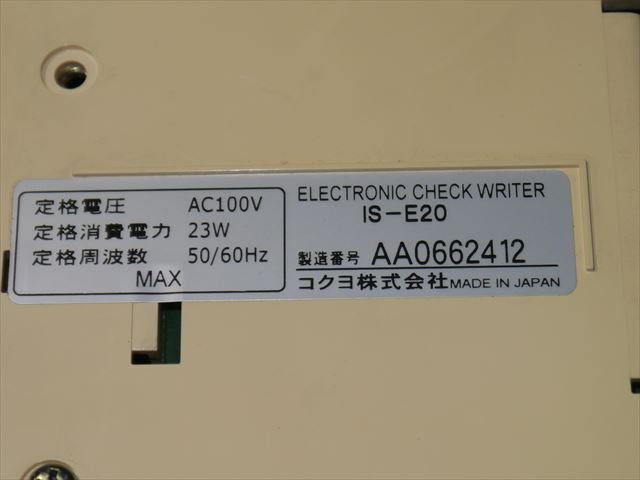 定格電圧 AC100V
定格消費電力 23W
定格周波数 50/60Hz
MAX
ELECTRONIC CHECK WRITER
IS-E20
製造番号 AA0662412
コクヨ株式会社 MADE IN JAPAN